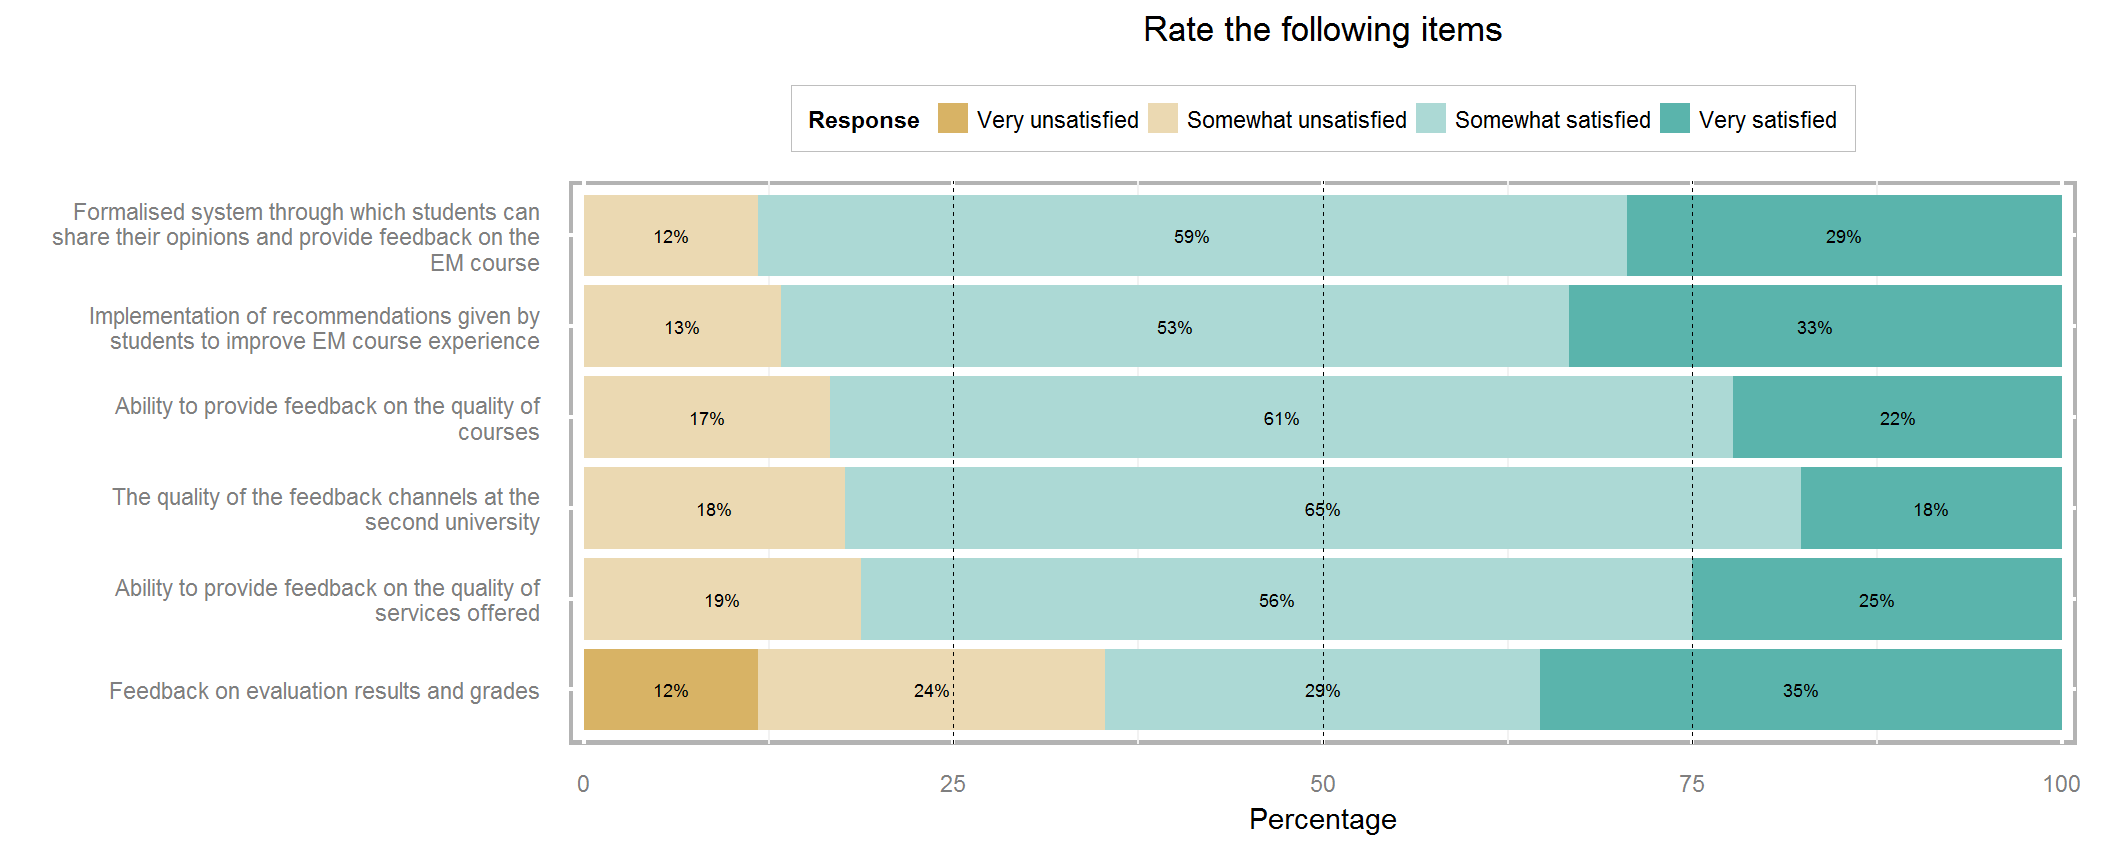 Rate the following items
Response Very unsatisfied Somewhat unsatisfied Somewhat satisfied Very satisfied
Formalised system through which students can
share their opinions and provide feedback on the
EM course
12% 59% 29%
Implementation of recommendations given by
students to improve EM course experience
13% 53% 33%
Ability to provide feedback on the quality of
courses
17% 61% 22%
The quality of the feedback channels at the
second university
18% 65% 18%
Ability to provide feedback on the quality of
services offered
19% 56% 25%
Feedback on evaluation results and grades
12% 24% 29% 35%
0 25 50 75 100
Percentage